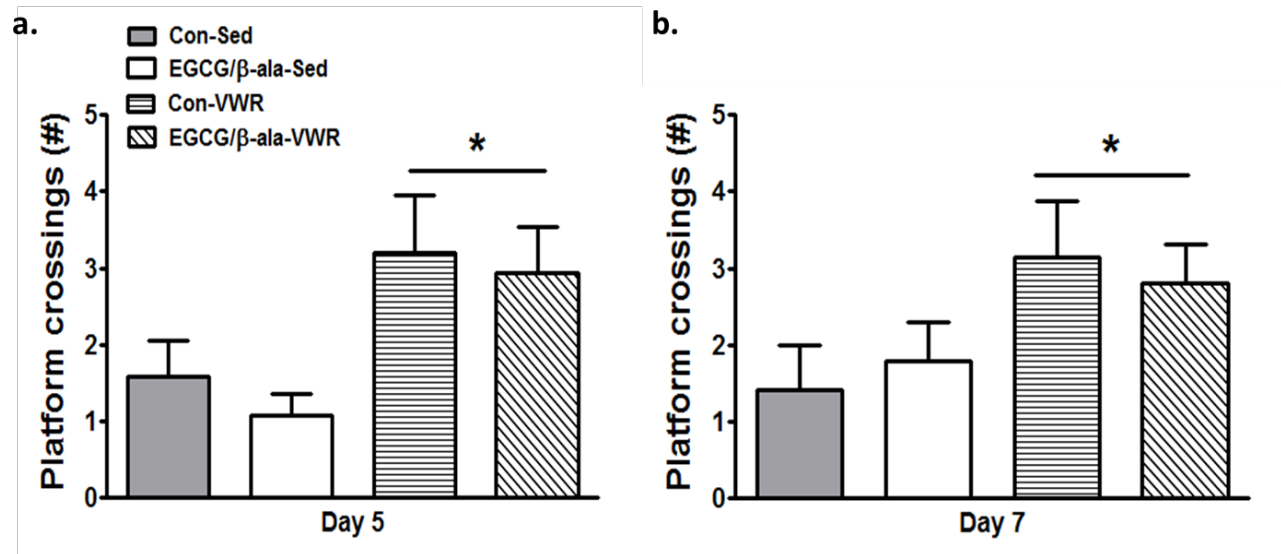 a.
Con-Sed
EGCG/β-ala-Sed
Con-VWR
EGCG/β-ala-VWR
Platform crossings (#)
5
4
3
2
1
0
*
Day 5
b.
Platform crossings (#)
5
4
3
2
1
0
*
Day 7